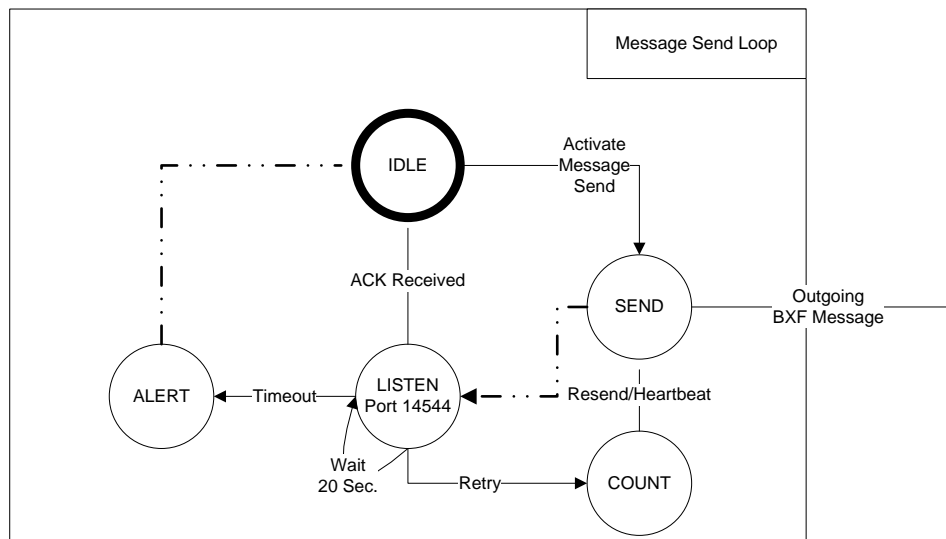 Message Send Loop
IDLE
Activate
Message
Send
ACK Received
SEND
Outgoing
BXF Message
ALERT
Timeout
LISTEN
Port 14544
Resend/Heartbeat
Wait
20 Sec.
Retry
COUNT